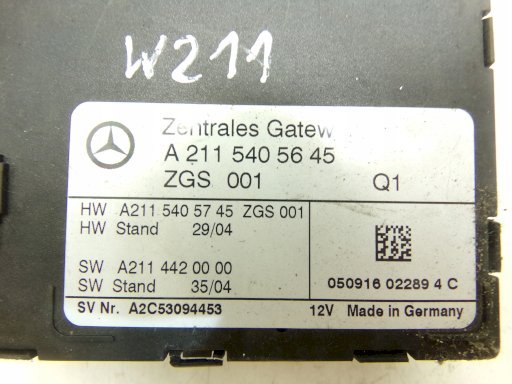 W211
Zentrales Gatew
A 211 540 56 45
ZGS 001 Q1
HW A211 540 57 45 ZGS 001
HW Stand 29/04
SW A211 442 00 00
SW Stand 35/04
050916 02289 4 C
SV Nr. A2C53094453 12V Made in Germany